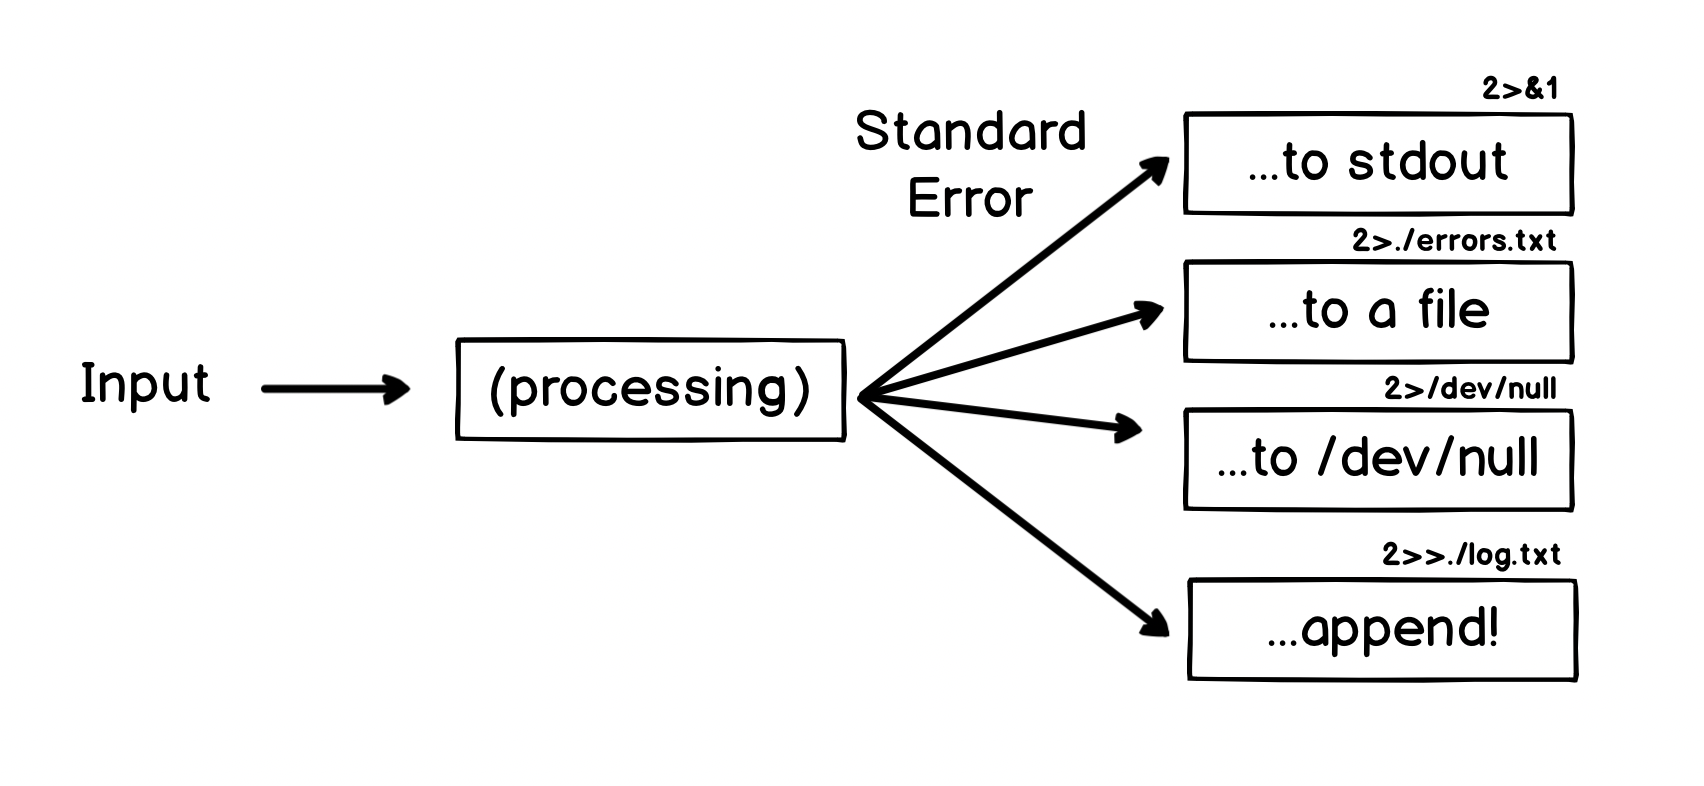 Input
(processing)
Standard
Error
2>&1
...to stdout
2>./errors.txt
...to a file
2>/dev/null
...to /dev/null
2>>./log.txt
...append!